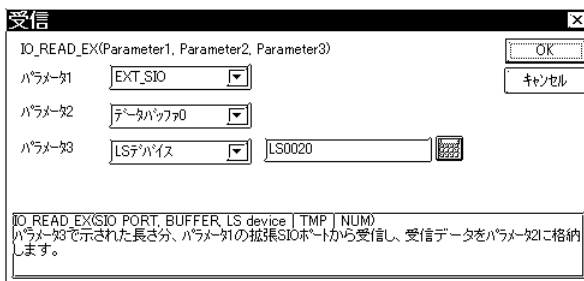 受信
IO_READ_EX(Parameter1, Parameter2, Parameter3)
OK
ﾊﾟﾗﾒｰﾀ1 EXT_SIO
ｷｬﾝｾﾙ
ﾊﾟﾗﾒｰﾀ2 ﾃﾞｰﾀﾊﾞｯﾌｧ0
ﾊﾟﾗﾒｰﾀ3 LSﾃﾞﾊﾞｲｽ LS0020
IO_READ_EX(SIO PORT, BUFFER, LS device | TMP | NUM)
ﾊﾟﾗﾒｰﾀ3で示された長さ分、ﾊﾟﾗﾒｰﾀ1の拡張SIOﾎﾟｰﾄから受信し、受信ﾃﾞｰﾀをﾊﾟﾗﾒｰﾀ2に格納
します。